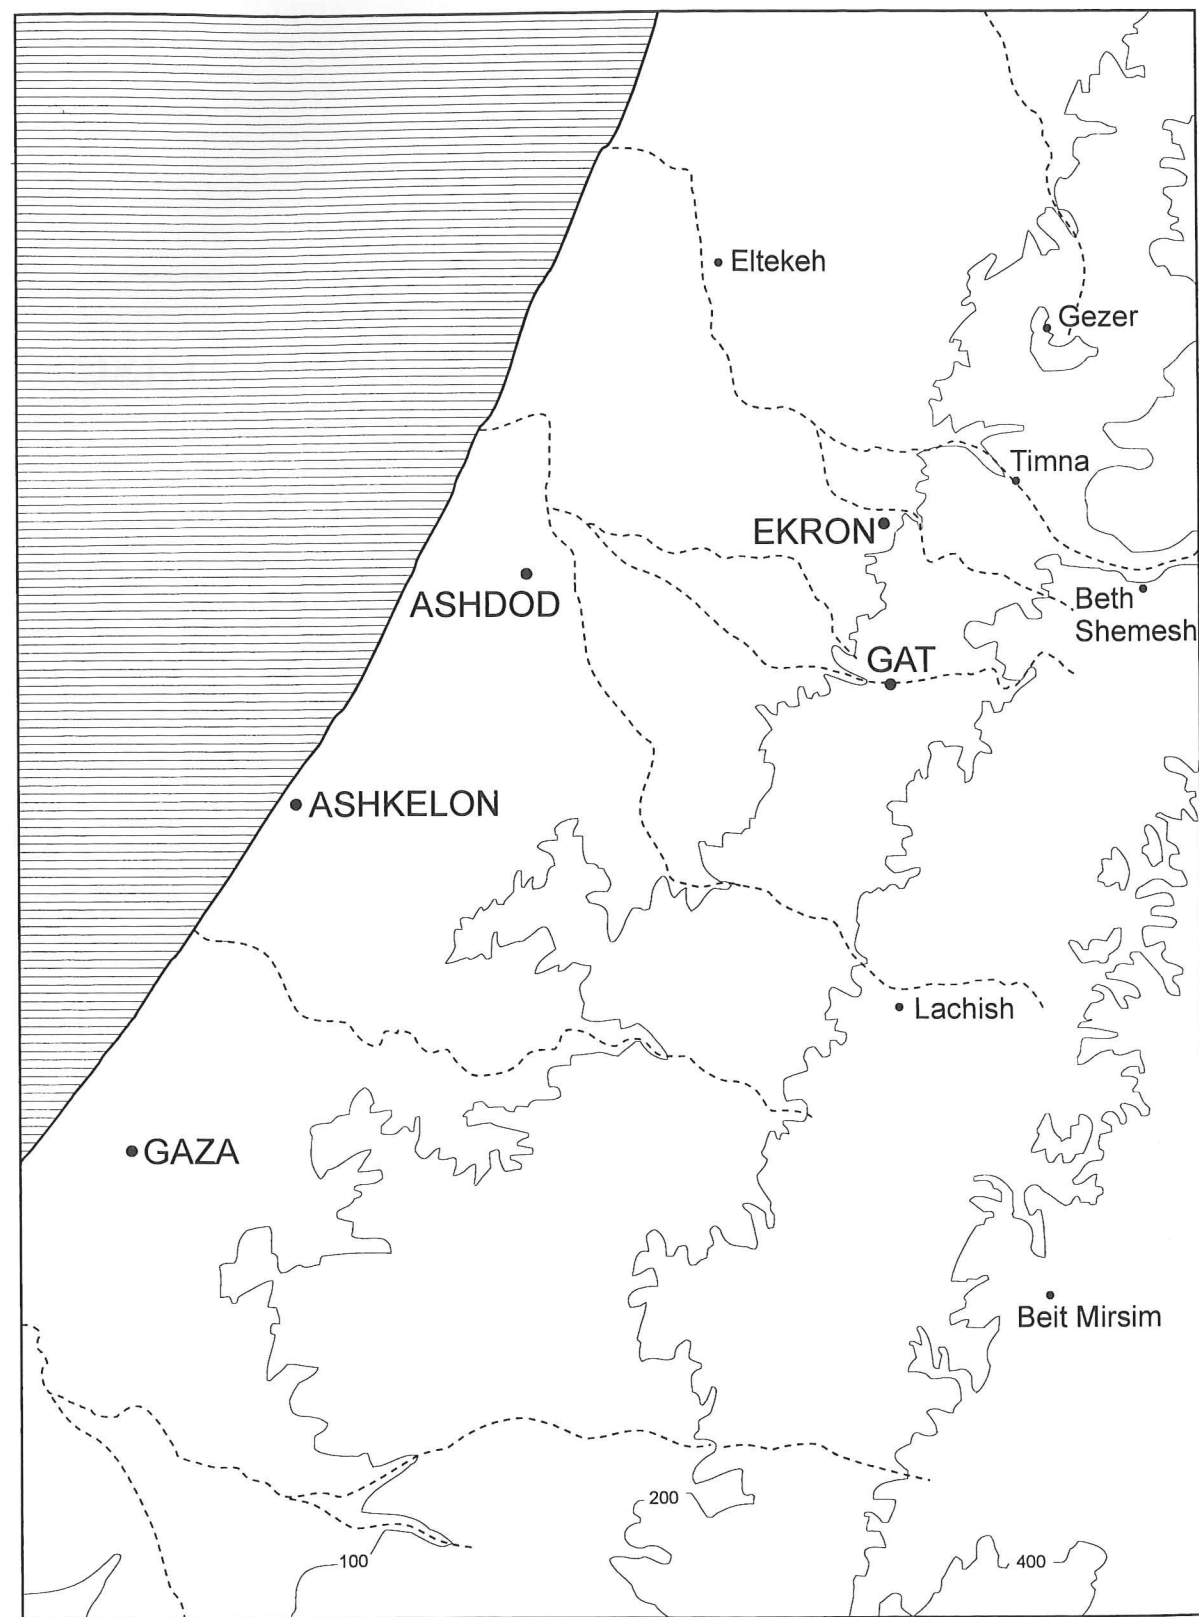 Eltekeh
Gezer
Timna
EKRON
ASHDOD
Beth
Shemesh
GAT
ASHKELON
Lachish
GAZA
Beit Mirsim
200
100
400